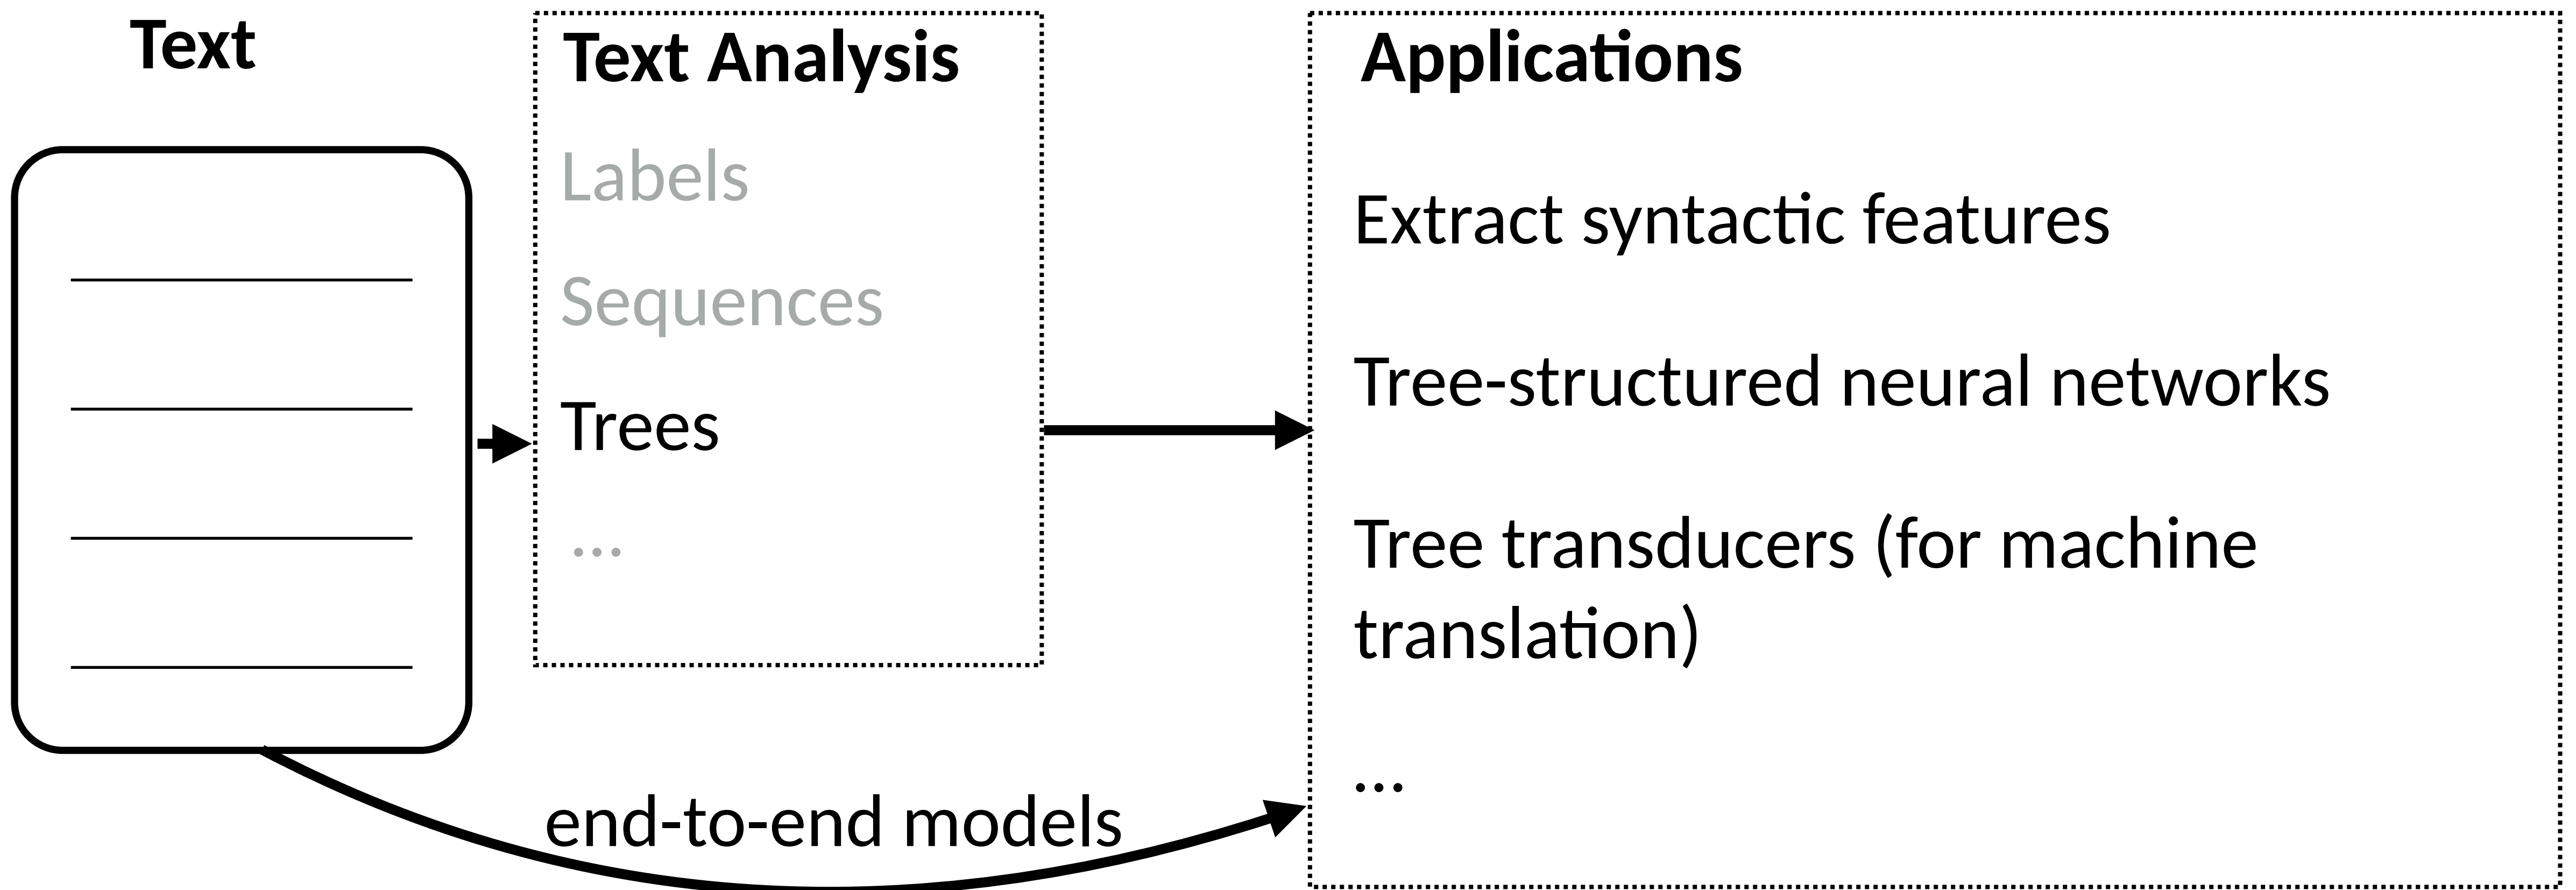 Text
Text Analysis
Labels
Sequences
Trees
...
Applications
Extract syntactic features
Tree-structured neural networks
Tree transducers (for machine
translation)
...
end-to-end models